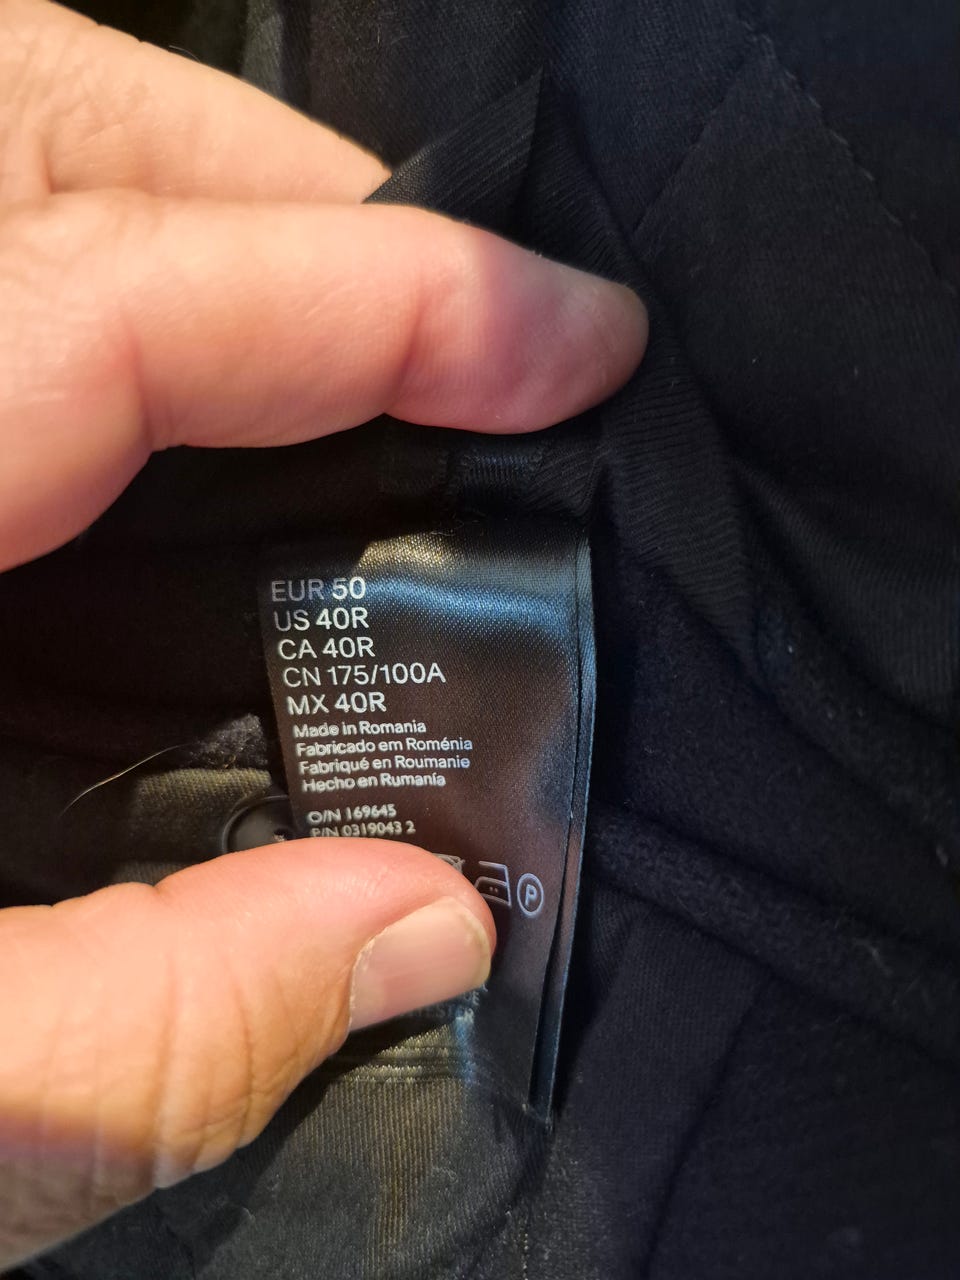 EUR 50
US 40R
CA 40R
CN 175/100A
MX 40R
Made in Romania
Fabricado em Roménia
Fabriqué en Roumanie
Hecho en Rumanía
O/N 169645
P/N 0319043 2
P